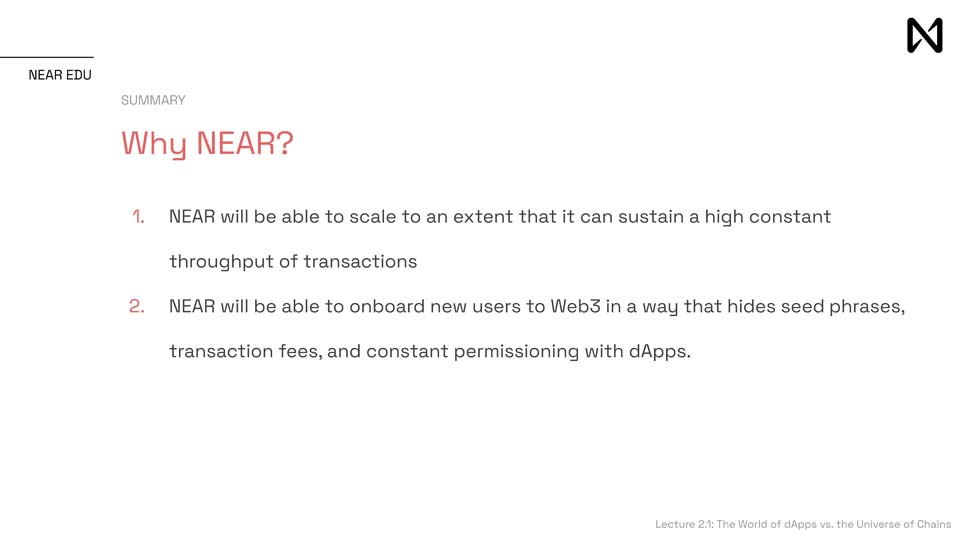 NEAR EDU
SUMMARY
Why NEAR?
1. NEAR will be able to scale to an extent that it can sustain a high constant
throughput of transactions
2. NEAR will be able to onboard new users to Web3 in a way that hides seed phrases,
transaction fees, and constant permissioning with dApps.
Lecture 2.1: The World of dApps vs. the Universe of Chains